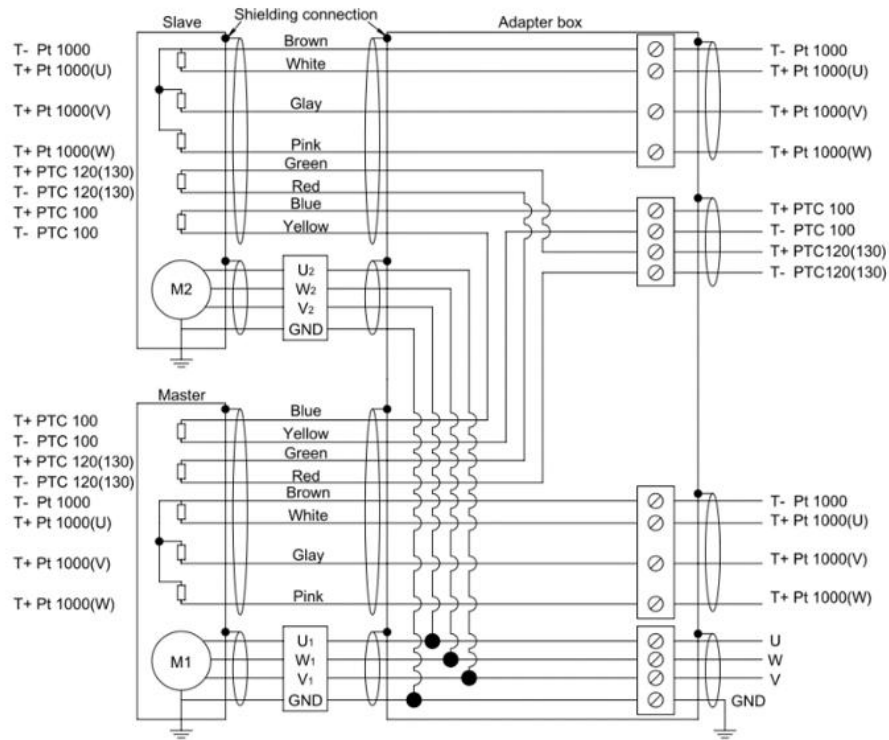 Shielding connection
Slave
Adapter box
T- Pt 1000
Brown
T- Pt 1000
T+ Pt 1000(U)
White
T+ Pt 1000(U)
T+ Pt 1000(V)
Glay
T+ Pt 1000(V)
T+ Pt 1000(W)
Pink
T+ Pt 1000(W)
T+ PTC 120(130)
Green
T- PTC 120(130)
Red
T+ PTC 100
Blue
T+ PTC 100
T- PTC 100
Yellow
T- PTC 100
T+ PTC120(130)
T- PTC120(130)
M2
U2
W2
V2
GND
Master
T+ PTC 100
Blue
T- PTC 100
Yellow
T+ PTC 120(130)
Green
T- PTC 120(130)
Red
T- Pt 1000
Brown
T- Pt 1000
T+ Pt 1000(U)
White
T+ Pt 1000(U)
T+ Pt 1000(V)
Glay
T+ Pt 1000(V)
T+ Pt 1000(W)
Pink
T+ Pt 1000(W)
M1
U1
U
W1
W
V1
V
GND
GND